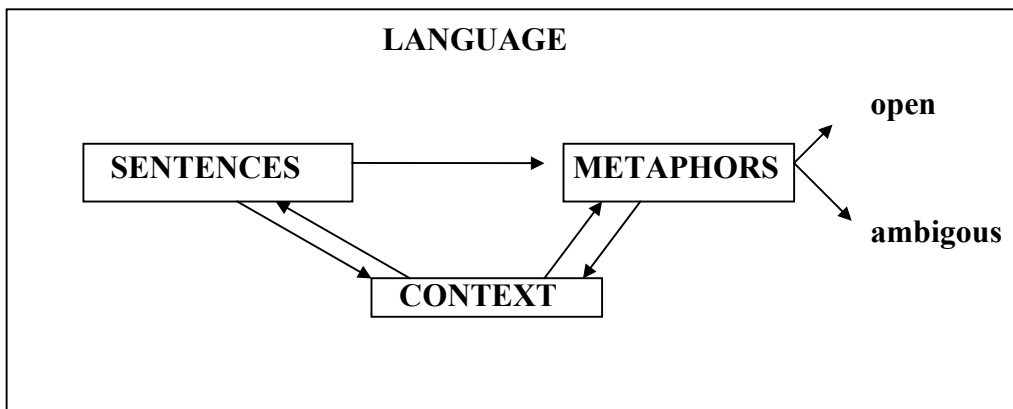 LANGUAGE
open
SENTENCES
METAPHORS
ambigous
CONTEXT